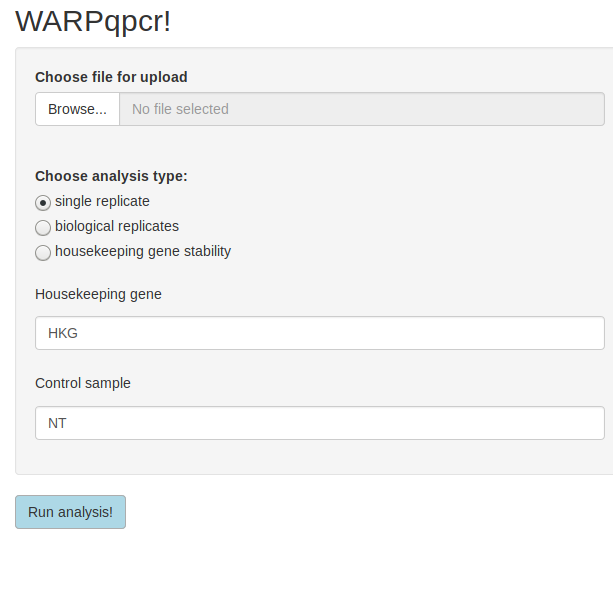 WARPqpcr!
Choose file for upload
Browse... No file selected
Choose analysis type:
single replicate
biological replicates
housekeeping gene stability
Housekeeping gene
HKG
Control sample
NT
Run analysis!